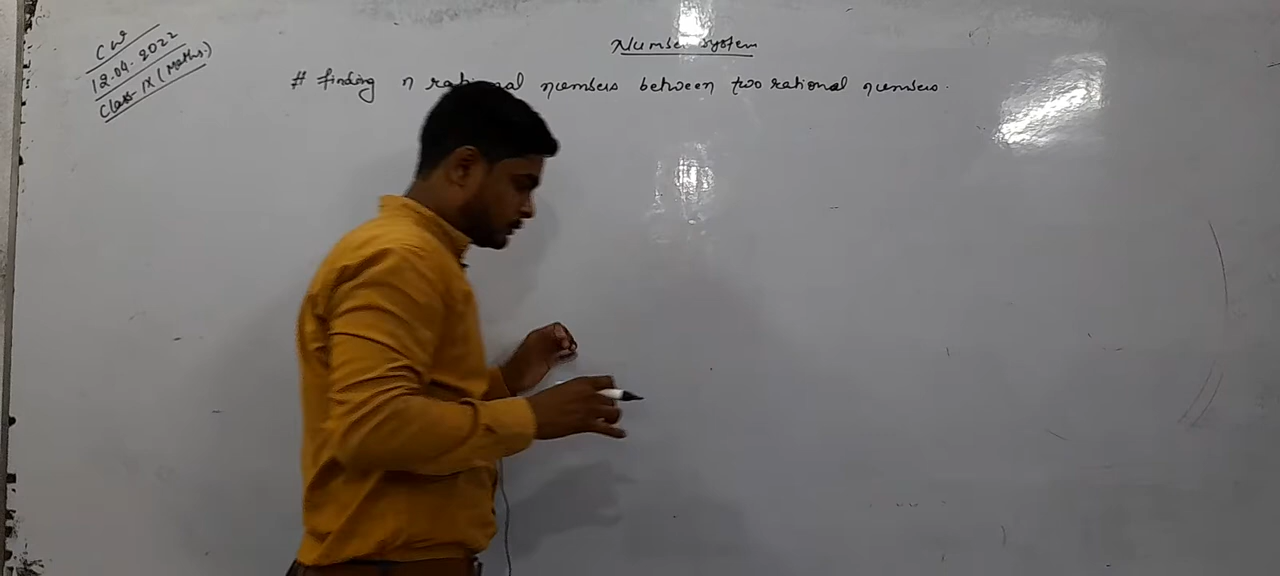 CW
12.04.2022
Class-IX (Maths.)
Number System
# finding n rational numbers between two rational numbers.